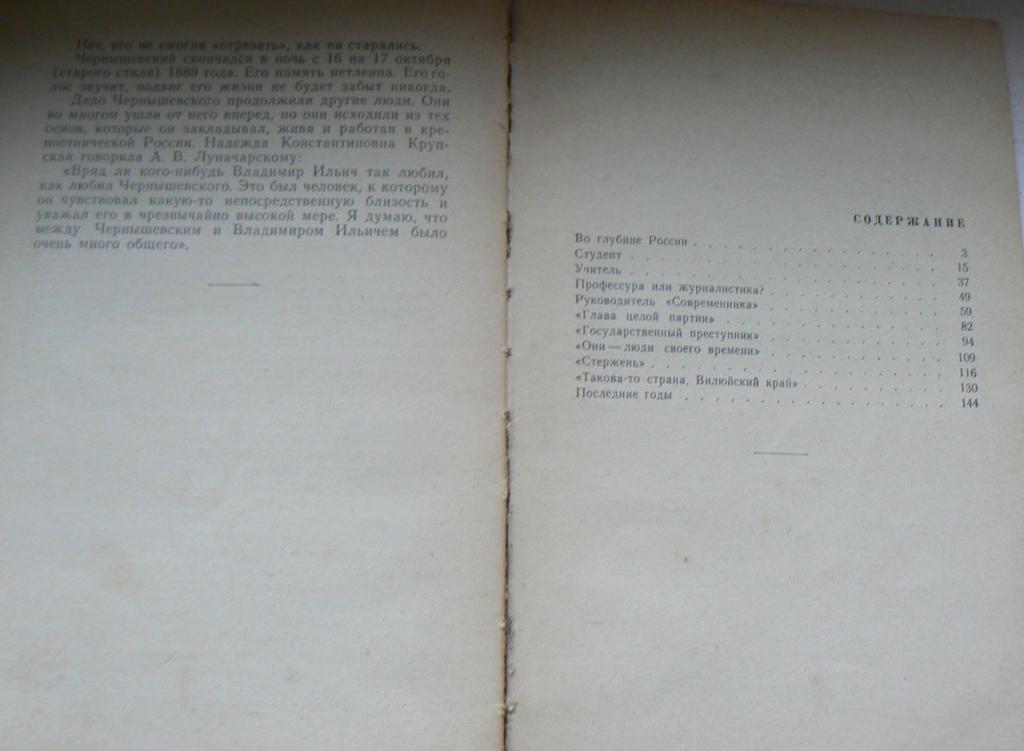 Нет, его не смогли «отрезать», как ни старались.
Чернышевский скончался в ночь с 16 на 17 октября
(старого стиля) 1889 года. Его память нетленна. Его го-
лос звучит, подвиг его жизни не будет забыт никогда.
Дело Чернышевского продолжили другие люди. Они
во многом ушли от него вперед, но они исходили из тех
основ, которые он закладывал, живя и работая в кре-
постнической России. Надежда Константиновна Круп-
ская говорила А. В. Луначарскому:
«Вряд ли кого-нибудь Владимир Ильич так любил,
как любил Чернышевского. Это был человек, к которому
он чувствовал какую-то непосредственную близость и
уважал его в чрезвычайно высокой мере. Я думаю, что
между Чернышевским и Владимиром Ильичем было
очень много общего».
СОДЕРЖАНИЕ
Во глубине России . . . . . . . . . . 3
Студент . . . . . . . . . . . . . 15
Учитель . . . . . . . . . . . . . 37
Профессура или журналистика? . . . . . . . 49
Руководитель «Современника» . . . . . . . 59
«Глава целой партии» . . . . . . . . . 82
«Государственный преступник» . . . . . . . 94
«Они — люди своего времени» . . . . . . . 109
«Стержень» . . . . . . . . . . . . 116
«Такова-то страна, Вилюйский край» . . . . . . 130
Последние годы . . . . . . . . . . . 144